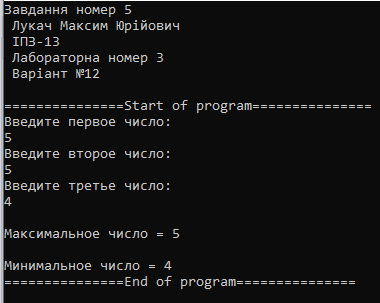 Завдання номер 5
Лукач Максим Юрійович
ІПЗ-13
Лабораторна номер 3
Варіант №12
===============Start of program===============
Введите первое число:
5
Введите второе число:
5
Введите третье число:
4
Максимальное число = 5
Минимальное число = 4
===============End of program===============